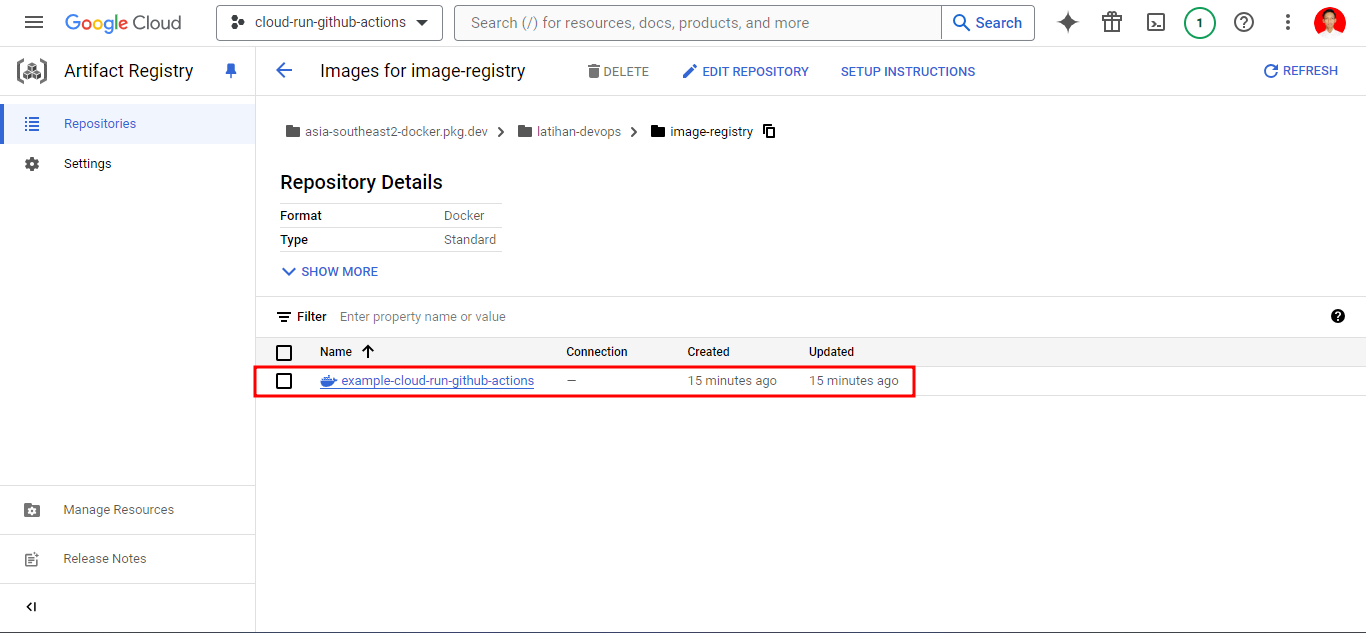 Google Cloud
cloud-run-github-actions
Search (/) for resources, docs, products, and more
Search
1
Artifact Registry
Images for image-registry
DELETE
EDIT REPOSITORY
SETUP INSTRUCTIONS
REFRESH
Repositories
Settings
asia-southeast2-docker.pkg.dev
latihan-devops
image-registry
Repository Details
Format Docker
Type Standard
SHOW MORE
Filter Enter property name or value
Name Connection Created Updated
example-cloud-run-github-actions — 15 minutes ago 15 minutes ago
Manage Resources
Release Notes